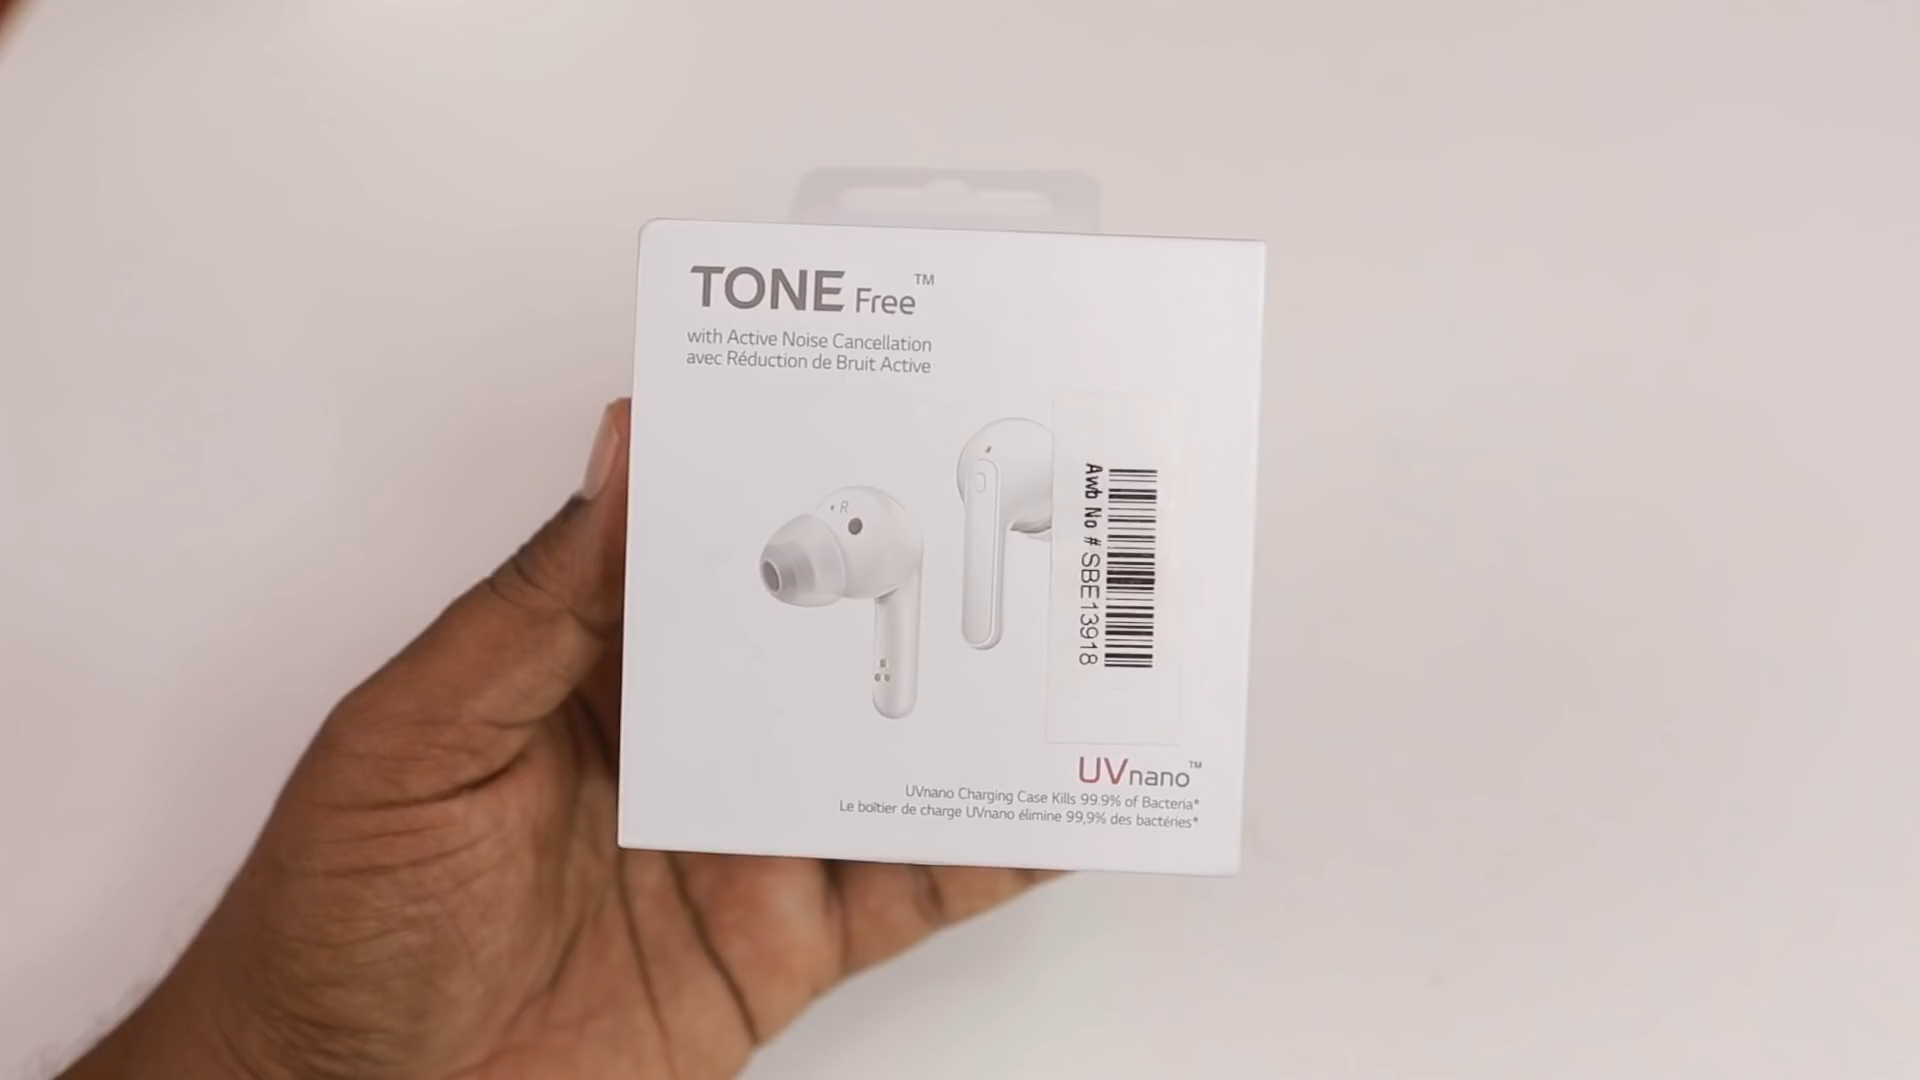 TONE Free™
with Active Noise Cancellation
avec Réduction de Bruit Active
R
Awb No # SBE13918
UVnano™
UVnano Charging Case Kills 99.9% of Bacteria*
Le boîtier de charge UVnano élimine 99,9% des bactéries*